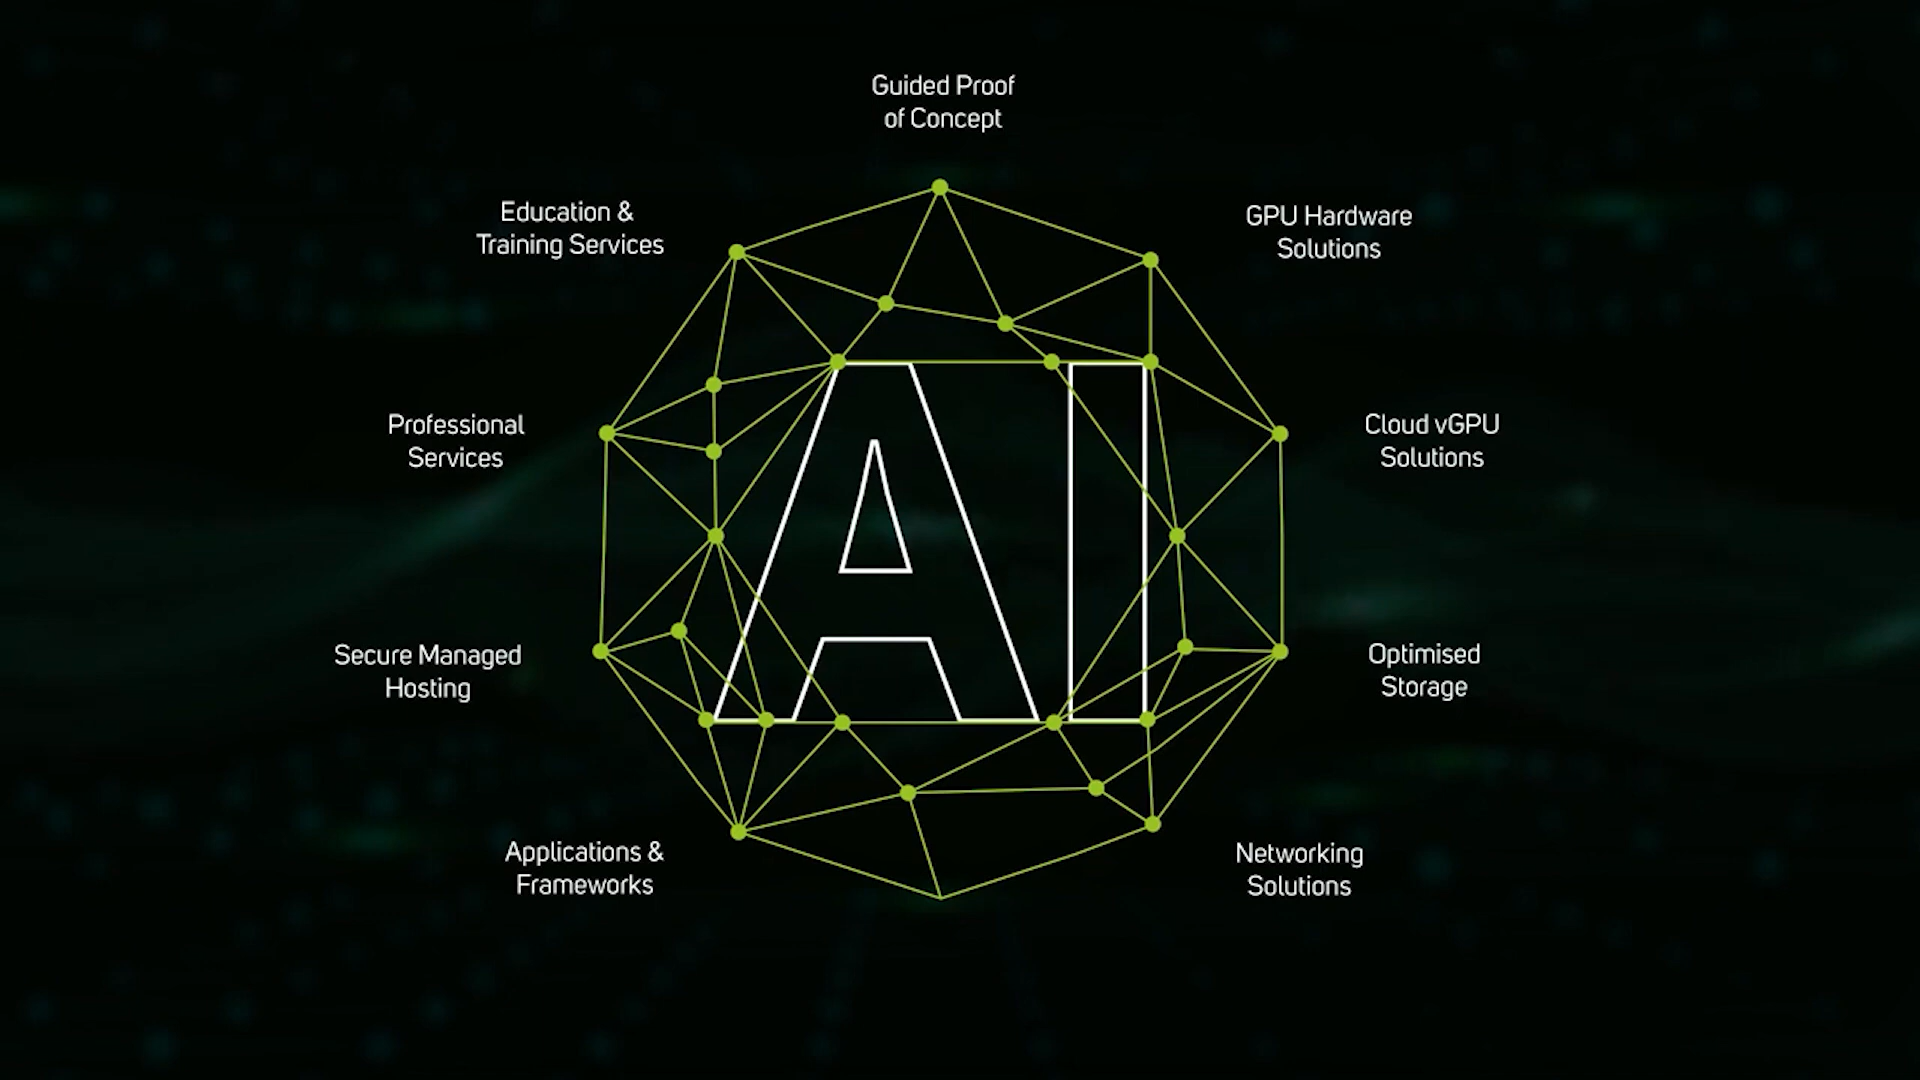 Guided Proof
of Concept
Education &
Training Services
GPU Hardware
Solutions
Professional
Services
Cloud vGPU
Solutions
AI
Secure Managed
Hosting
Optimised
Storage
Applications &
Frameworks
Networking
Solutions